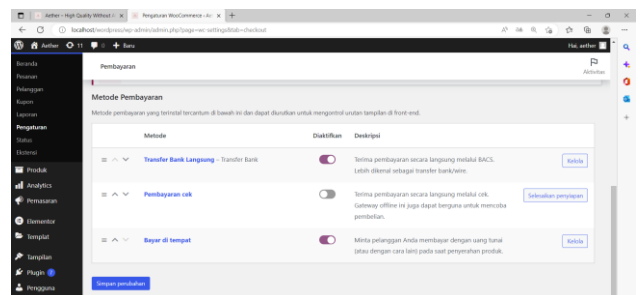 Aether – High Quality Without
Pengaturan WooCommerce ‹ Ae
localhost/wordpress/wp-admin/admin.php?page=wc-settings&tab=checkout
Aether
11
0
+ Baru
Hai, aether
Beranda
Pesanan
Pelanggan
Kupon
Laporan
Pengaturan
Status
Ekstensi
Produk
Analytics
Pemasaran
Elementor
Templat
Tampilan
Plugin
Pengguna
Pembayaran
Aktivitas
Metode Pembayaran
Metode pembayaran yang terinstal tercantum di bawah ini dan dapat diurutkan untuk mengontrol urutan tampilan di front-end.
Metode Diaktifkan Deskripsi
Transfer Bank Langsung – Transfer Bank
Terima pembayaran secara langsung melalui BACS.
Lebih dikenal sebagai transfer bank/wire.
Kelola
Pembayaran cek
Terima pembayaran secara langsung melalui cek.
Gateway offline ini juga dapat berguna untuk mencoba
pembelian.
Selesaikan penyiapan
Bayar di tempat
Minta pelanggan Anda membayar dengan uang tunai
(atau dengan cara lain) pada saat penyerahan produk.
Kelola
Simpan perubahan